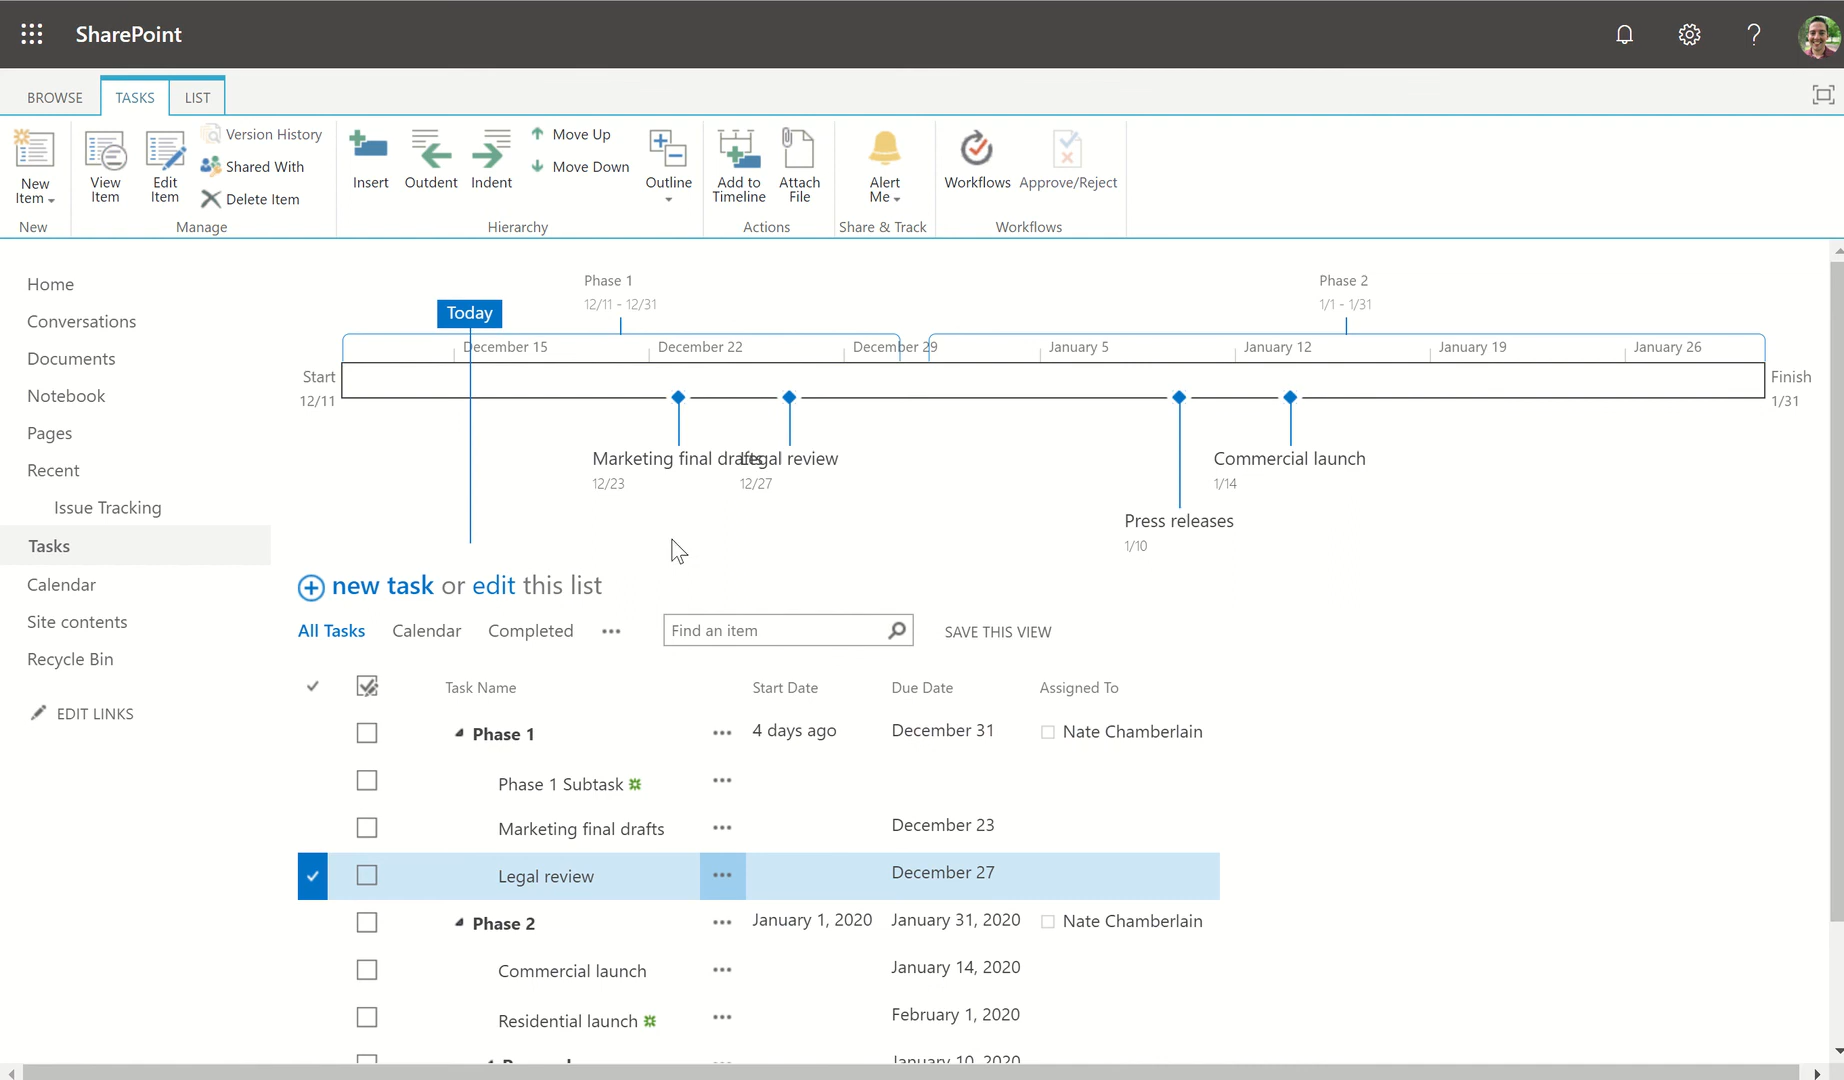 SharePoint
BROWSE TASKS LIST
New Item
View Item
Edit Item
Version History
Shared With
Delete Item
Insert
Outdent
Indent
Move Up
Move Down
Outline
Add to Timeline
Attach File
Alert Me
Workflows
Approve/Reject
New
Manage
Hierarchy
Actions
Share & Track
Workflows
Home
Conversations
Documents
Notebook
Pages
Recent
Issue Tracking
Tasks
Calendar
Site contents
Recycle Bin
EDIT LINKS
Phase 1
12/11 - 12/31
Phase 2
1/1 - 1/31
Today
December 15 December 22 December 29 January 5 January 12 January 19 January 26
Start
12/11
Finish
1/31
Marketing final drafts
12/23
Legal review
12/27
Commercial launch
1/14
Press releases
1/10
new task or edit this list
All Tasks Calendar Completed ••• Find an item SAVE THIS VIEW
Task Name Start Date Due Date Assigned To
Phase 1 ••• 4 days ago December 31 Nate Chamberlain
Phase 1 Subtask •••
Marketing final drafts ••• December 23
Legal review ••• December 27
Phase 2 ••• January 1, 2020 January 31, 2020 Nate Chamberlain
Commercial launch ••• January 14, 2020
Residential launch ••• February 1, 2020
January 10, 2020